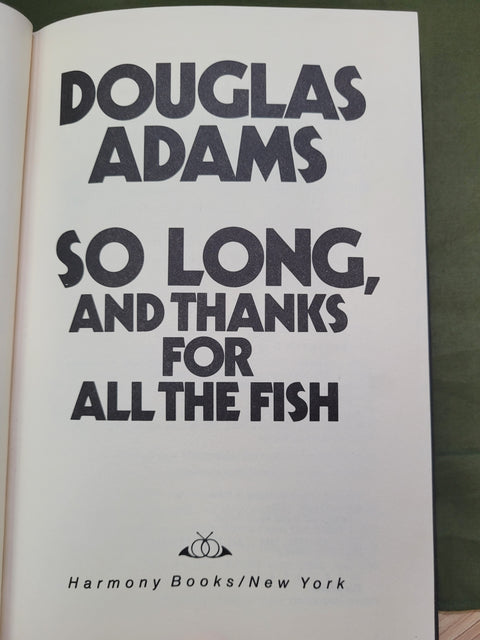 DOUGLAS
ADAMS
SO LONG,
AND THANKS
FOR
ALL THE FISH
Harmony Books/New York